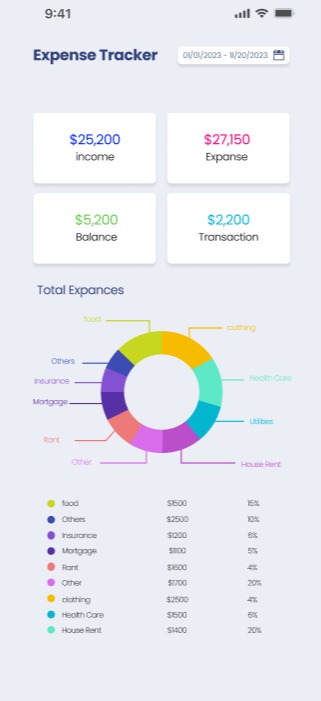 9:41
Expense Tracker
01/01/2023 - 11/20/2023
$25,200
income
$27,150
Expanse
$5,200
Balance
$2,200
Transaction
Total Expances
food
clothing
Others
Health Care
Insurance
Mortgage
Utilities
Rant
Other
House Rent
food $1500 15%
Others $2500 10%
Insurance $1200 6%
Mortgage $1100 5%
Rant $1600 4%
Other $1700 20%
clothing $2500 4%
Health Care $1500 6%
House Rant $1400 20%